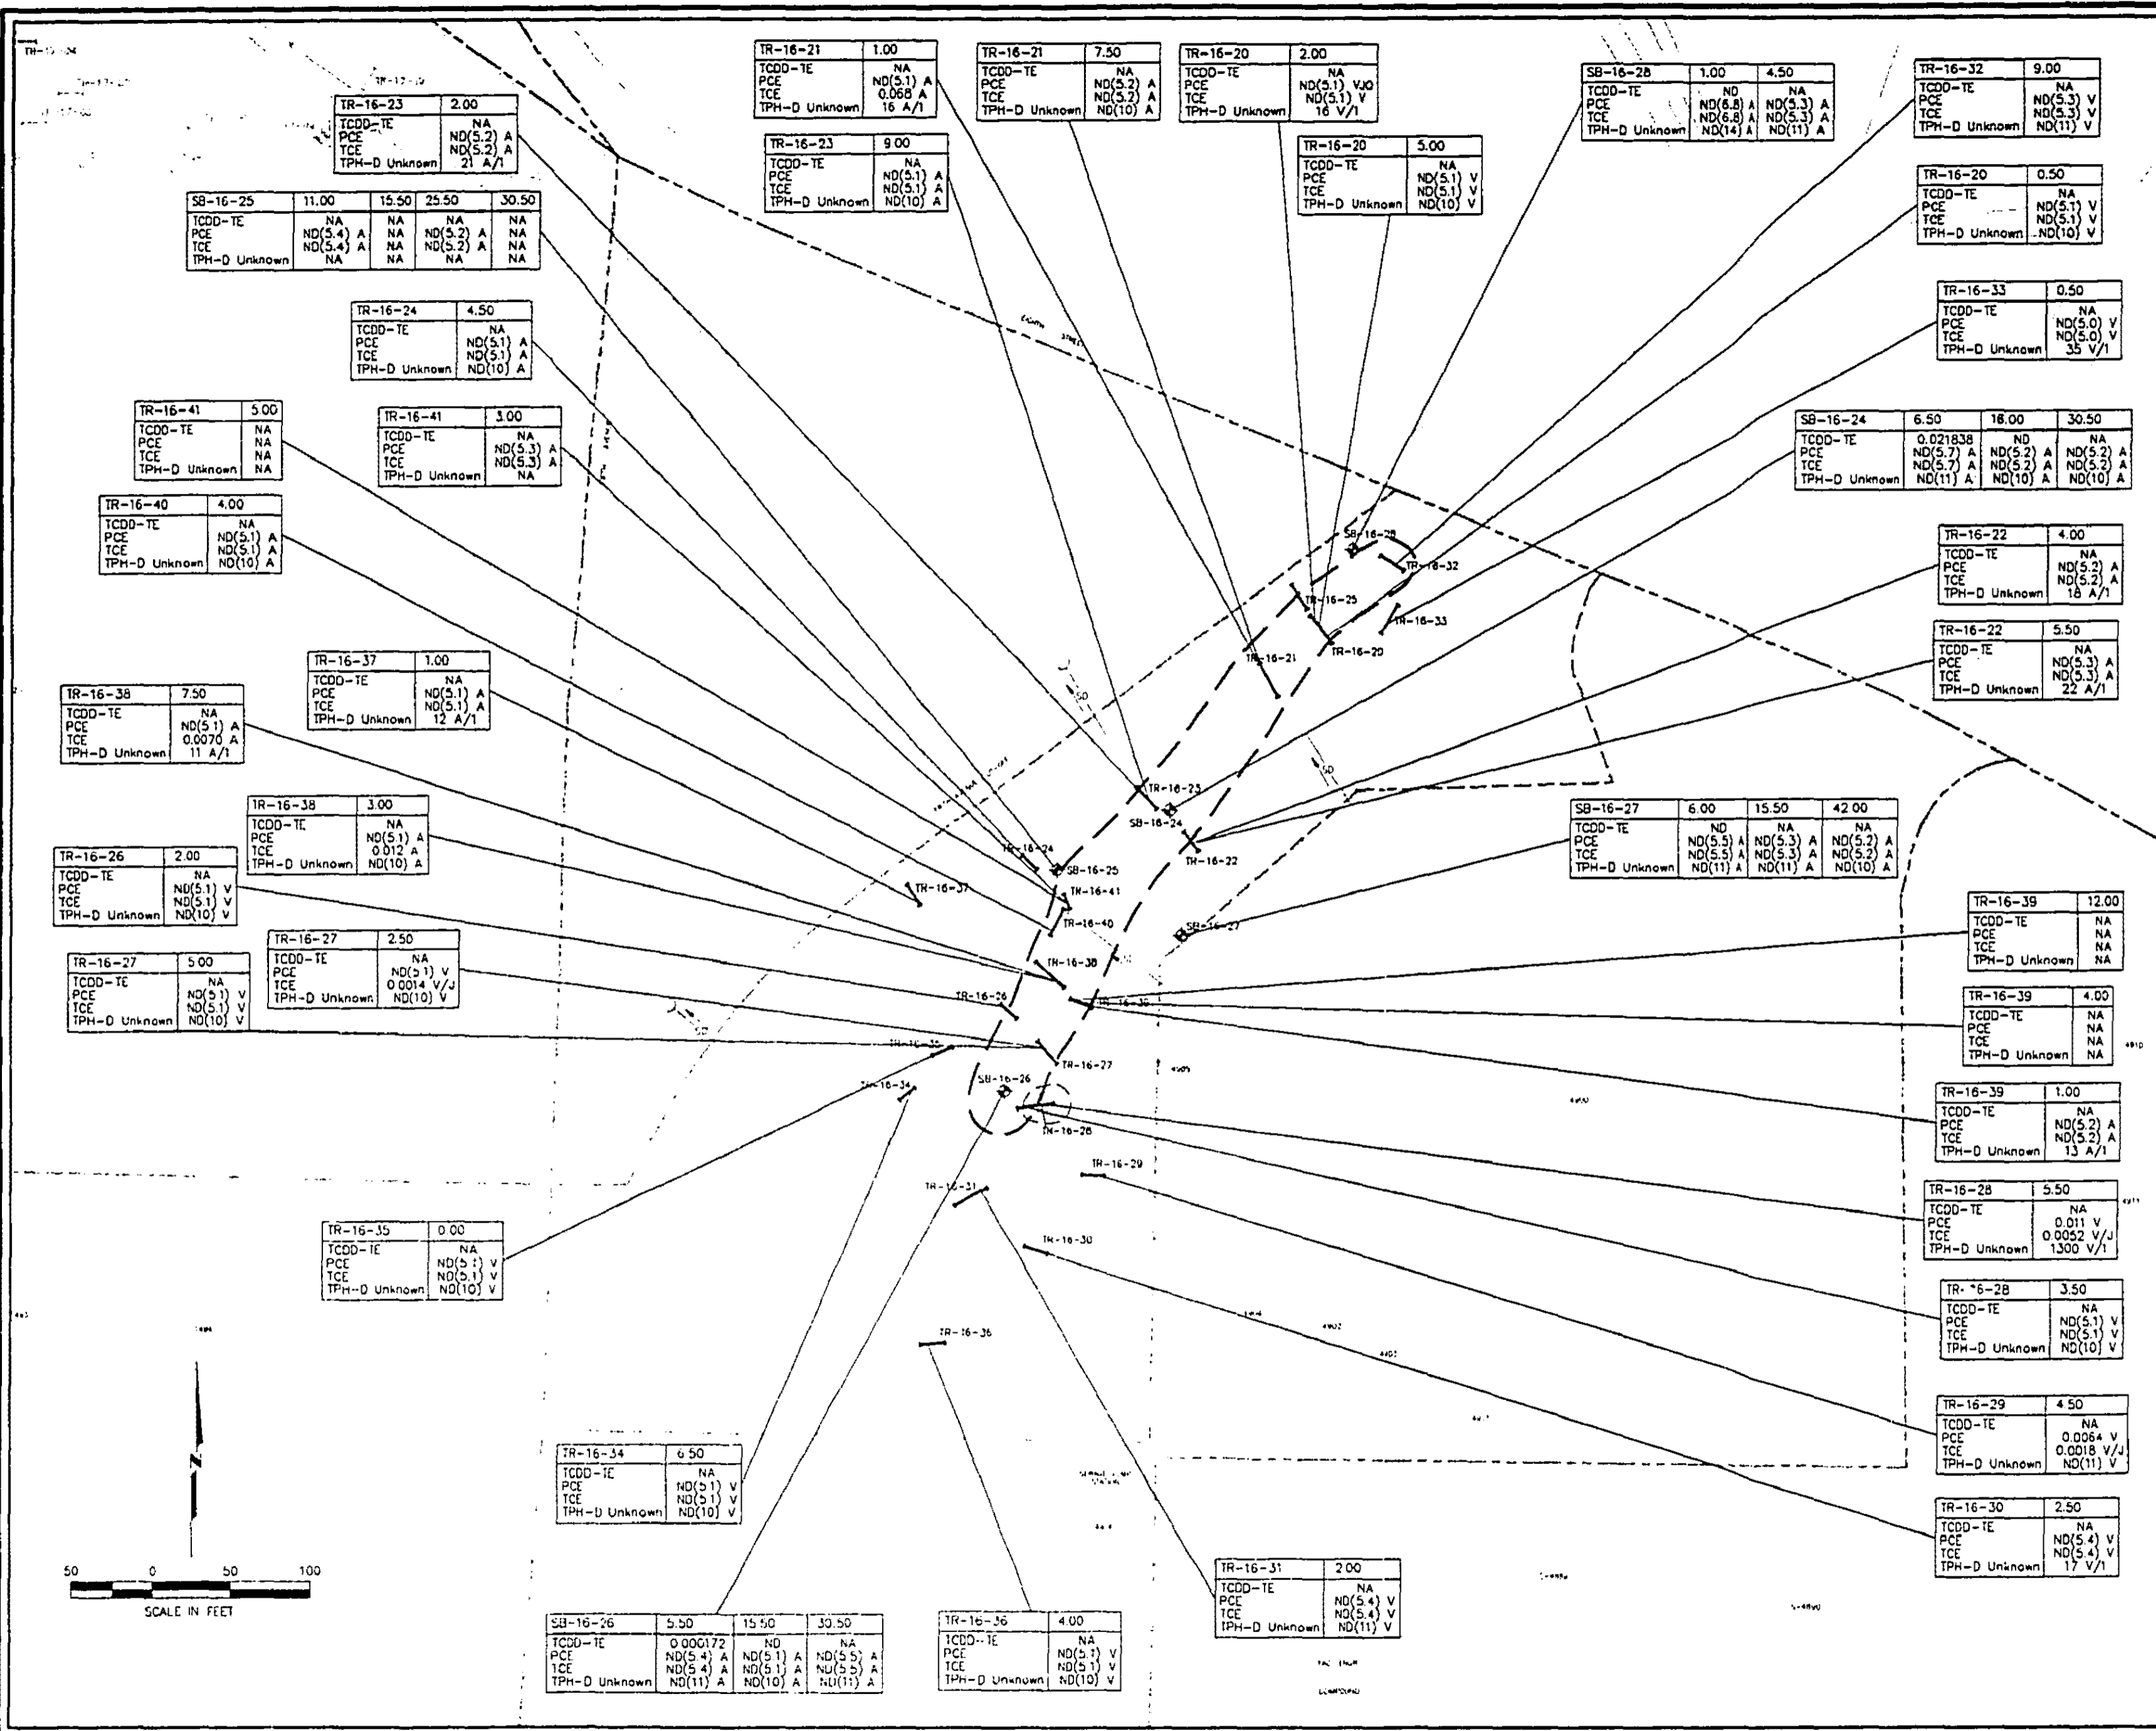 TR-16-21 1.00
TCDD-TE NA
PCE ND(5.1) A
TCE 0.068 A
TPH-D Unknown 16 A/1
TR-16-21 7.50
TCDD-TE NA
PCE ND(5.2) A
TCE ND(5.2) A
TPH-D Unknown ND(10) A
TR-16-20 2.00
TCDD-TE NA
PCE ND(5.1) VJQ
TCE ND(5.1) V
TPH-D Unknown 16 V/1
SB-16-28 1.00 4.50
TCDD-TE ND NA
PCE ND(6.8) A ND(5.3) A
TCE ND(6.8) A ND(5.3) A
TPH-D Unknown ND(14) A ND(11) A
TR-16-32 9.00
TCDD-TE NA
PCE ND(5.3) V
TCE ND(5.3) V
TPH-D Unknown ND(11) V
TR-16-23 2.00
TCDD-TE NA
PCE ND(5.2) A
TCE ND(5.2) A
TPH-D Unknown 21 A/1
TR-16-23 9.00
TCDD-TE NA
PCE ND(5.1) A
TCE ND(5.1) A
TPH-D Unknown ND(10) A
TR-16-20 5.00
TCDD-TE NA
PCE ND(5.1) V
TCE ND(5.1) V
TPH-D Unknown ND(10) V
TR-16-20 0.50
TCDD-TE NA
PCE ND(5.1) V
TCE ND(5.1) V
TPH-D Unknown ND(10) V
SB-16-25 11.00 15.50 25.50 30.50
TCDD-TE NA NA NA NA
PCE ND(5.4) A NA ND(5.2) A NA
TCE ND(5.4) A NA ND(5.2) A NA
TPH-D Unknown NA NA NA NA
TR-16-33 0.50
TCDD-TE NA
PCE ND(5.0) V
TCE ND(5.0) V
TPH-D Unknown 35 V/1
TR-16-24 4.50
TCDD-TE NA
PCE ND(5.1) A
TCE ND(5.1) A
TPH-D Unknown ND(10) A
STREET
TR-16-41 5.00
TCDD-TE NA
PCE NA
TCE NA
TPH-D Unknown NA
TR-16-41 3.00
TCDD-TE NA
PCE ND(5.3) A
TCE ND(5.3) A
TPH-D Unknown NA
SB-16-24 6.50 16.00 30.50
TCDD-TE 0.021838 ND NA
PCE ND(5.7) A ND(5.2) A ND(5.2) A
TCE ND(5.7) A ND(5.2) A ND(5.2) A
TPH-D Unknown ND(11) A ND(10) A ND(10) A
TR-16-40 4.00
TCDD-TE NA
PCE ND(5.1) A
TCE ND(5.1) A
TPH-D Unknown ND(10) A
TR-16-22 4.00
TCDD-TE NA
PCE ND(5.2) A
TCE ND(5.2) A
TPH-D Unknown 18 A/1
SB-16-28
TR-16-32
TR-16-25
TR-16-33
TR-16-20
TR-16-21
TR-16-22 5.50
TCDD-TE NA
PCE ND(5.3) A
TCE ND(5.3) A
TPH-D Unknown 22 A/1
TR-16-37 1.00
TCDD-TE NA
PCE ND(5.1) A
TCE ND(5.1) A
TPH-D Unknown 12 A/1
TR-16-38 7.50
TCDD-TE NA
PCE ND(5.1) A
TCE 0.0070 A
TPH-D Unknown 11 A/1
SD
SD
TR-16-23
SB-16-24
TR-16-22
TR-16-38 3.00
TCDD-TE NA
PCE ND(5.1) A
TCE 0.012 A
TPH-D Unknown ND(10) A
SB-16-27 6.00 15.50 42.00
TCDD-TE ND NA NA
PCE ND(5.5) A ND(5.3) A ND(5.2) A
TCE ND(5.5) A ND(5.3) A ND(5.2) A
TPH-D Unknown ND(11) A ND(11) A ND(10) A
TR-16-26 2.00
TCDD-TE NA
PCE ND(5.1) V
TCE ND(5.1) V
TPH-D Unknown ND(10) V
TR-16-24
SB-16-25
TR-16-37
TR-16-41
TR-16-40
SB-16-27
TR-16-39 12.00
TCDD-TE NA
PCE NA
TCE NA
TPH-D Unknown NA
TR-16-27 2.50
TCDD-TE NA
PCE ND(5.1) V
TCE 0.0014 V/J
TPH-D Unknown ND(10) V
TR-16-27 5.00
TCDD-TE NA
PCE ND(5.1) V
TCE ND(5.1) V
TPH-D Unknown ND(10) V
TR-16-38
TR-16-26
TR-16-39
SD
TR-16-39 4.00
TCDD-TE NA
PCE NA
TCE NA
TPH-D Unknown NA
4910
TR-16-35
TR-16-27
4905
TR-16-34
SB-16-26
TR-16-28
4900
TR-16-39 1.00
TCDD-TE NA
PCE ND(5.2) A
TCE ND(5.2) A
TPH-D Unknown 13 A/1
TR-16-29
TR-16-31
TR-16-28 5.50
TCDD-TE NA
PCE 0.011 V
TCE 0.0052 V/J
TPH-D Unknown 1300 V/1
4911
TR-16-35 0.00
TCDD-TE NA
PCE ND(5.1) V
TCE ND(5.1) V
TPH-D Unknown ND(10) V
TR-16-30
TR-16-28 3.50
TCDD-TE NA
PCE ND(5.1) V
TCE ND(5.1) V
TPH-D Unknown ND(10) V
4904
4902
4903
TR-16-36
TR-16-29 4.50
TCDD-TE NA
PCE 0.0064 V
TCE 0.0018 V/J
TPH-D Unknown ND(11) V
TR-16-34 6.50
TCDD-TE NA
PCE ND(5.1) V
TCE ND(5.1) V
TPH-D Unknown ND(10) V
N
STATION
TR-16-30 2.50
TCDD-TE NA
PCE ND(5.4) V
TCE ND(5.4) V
TPH-D Unknown 17 V/1
50 0 50 100
SCALE IN FEET
TR-16-31 2.00
TCDD-TE NA
PCE ND(5.4) V
TCE ND(5.4) V
TPH-D Unknown ND(11) V
SB-16-26 5.50 15.50 30.50
TCDD-TE 0.000172 ND NA
PCE ND(5.4) A ND(5.1) A ND(5.5) A
TCE ND(5.4) A ND(5.1) A ND(5.5) A
TPH-D Unknown ND(11) A ND(10) A ND(11) A
TR-16-36 4.00
TCDD-TE NA
PCE ND(5.1) V
TCE ND(5.1) V
TPH-D Unknown ND(10) V
COMPOUND